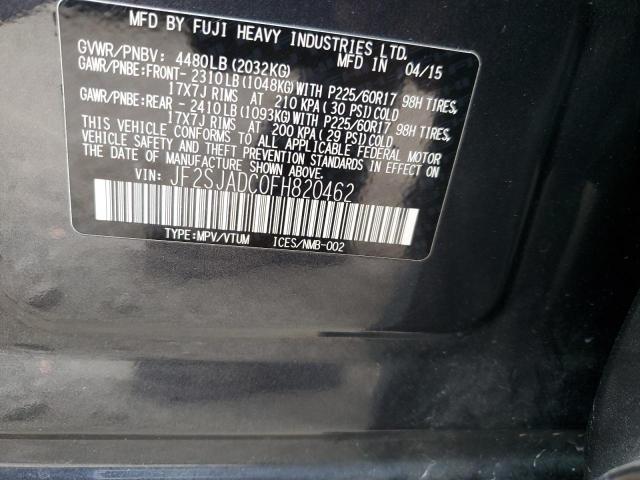 MFD BY FUJI HEAVY INDUSTRIES LTD.
GVWR/PNBV: 4480LB (2032KG) MFD IN 04/15
GAWR/PNBE:FRONT- 2310LB (1048KG) WITH P225/60R17 98H TIRES,
17X7J RIMS AT 210 KPA (30 PSI) COLD
GAWR/PNBE:REAR - 2410LB (1093KG) WITH P225/60R17 98H TIRES,
17X7J RIMS AT 200 KPA (29 PSI) COLD
THIS VEHICLE CONFORMS TO ALL APPLICABLE FEDERAL MOTOR
VEHICLE SAFETY AND THEFT PREVENTION STANDARDS IN EFFECT
ON THE DATE OF MANUFACTURE SHOWN ABOVE.
VIN: JF2SJADC0FH820462
TYPE:MPV/VTUM ICES/NMB-002